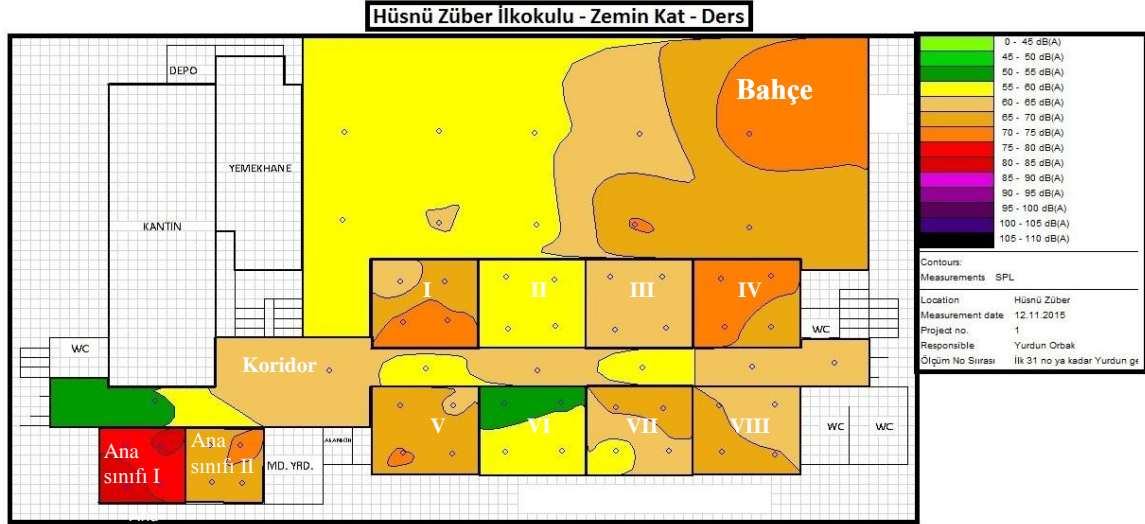 Hüsnü Züber İlkokulu - Zemin Kat - Ders
DEPO
YEMEKHANE
KANTİN
Bahçe
I
II
III
IV
WC
WC
Koridor
V
VI
VII
VIII
WC
WC
Ana
sınıfı I
Ana
sınıfı II
MD. YRD.
0 - 45 dB(A)
45 - 50 dB(A)
50 - 55 dB(A)
55 - 60 dB(A)
60 - 65 dB(A)
65 - 70 dB(A)
70 - 75 dB(A)
75 - 80 dB(A)
80 - 85 dB(A)
85 - 90 dB(A)
90 - 95 dB(A)
95 - 100 dB(A)
100 - 105 dB(A)
105 - 110 dB(A)
Contours:
Measurements SPL
Location Hüsnü Züber
Measurement date 12.11.2015
Project no. 1
Responsible Yurdun Orbak
Ölçüm No Sıırası İlk 31 no ya kadar Yurdun ge